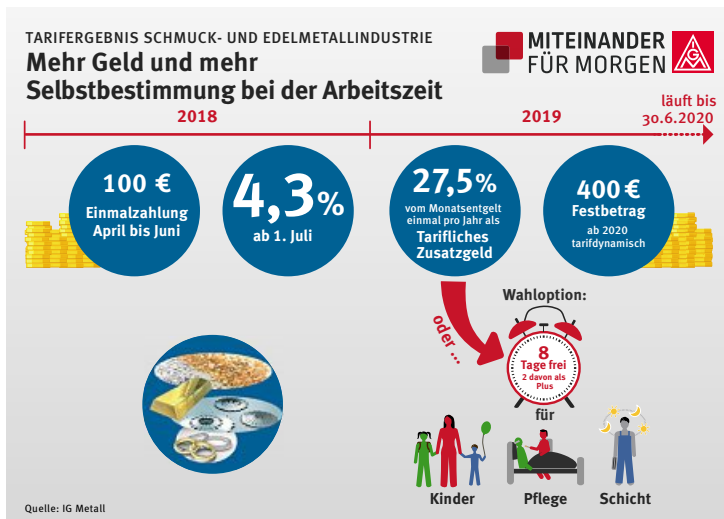 TARIFERGEBNIS SCHMUCK- UND EDELMETALLINDUSTRIE
Mehr Geld und mehr
Selbstbestimmung bei der Arbeitszeit
MITEINANDER
FÜR MORGEN
IG M
2018
2019
läuft bis
30.6.2020
100 €
Einmalzahlung
April bis Juni
4,3%
ab 1. Juli
27,5%
vom Monatsentgelt
einmal pro Jahr als
Tarifliches
Zusatzgeld
400 €
Festbetrag
ab 2020
tarifdynamisch
oder ...
Wahloption:
8
Tage frei
2 davon als
Plus
für
Kinder
Pflege
Schicht
Quelle: IG Metall